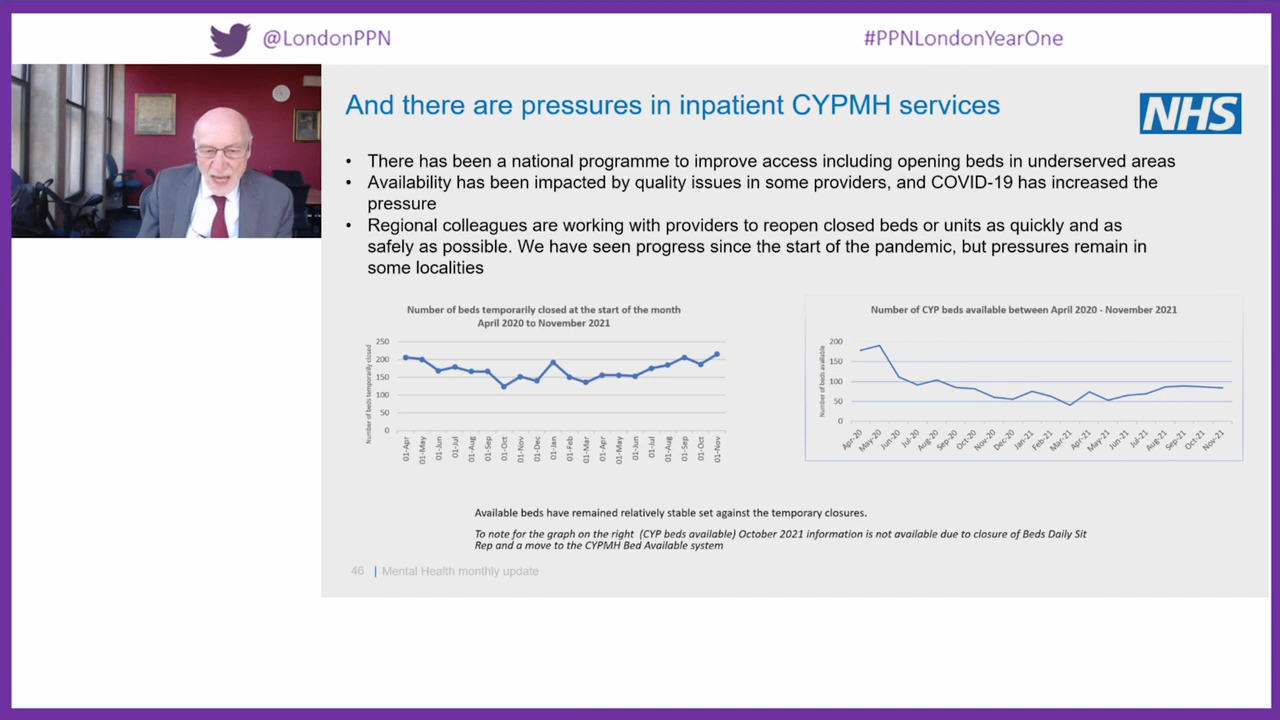 @LondonPPN
#PPNLondonYearOne
And there are pressures in inpatient CYPMH services
NHS
• There has been a national programme to improve access including opening beds in underserved areas
• Availability has been impacted by quality issues in some providers, and COVID-19 has increased the
pressure
• Regional colleagues are working with providers to reopen closed beds or units as quickly and as
safely as possible. We have seen progress since the start of the pandemic, but pressures remain in
some localities
Number of beds temporarily closed at the start of the month
April 2020 to November 2021
Number of beds temporarily closed
250
200
150
100
50
0
01-Apr
01-May
01-Jun
01-Jul
01-Aug
01-Sep
01-Oct
01-Nov
01-Dec
01-Jan
01-Feb
01-Mar
01-Apr
01-May
01-Jun
01-Jul
01-Aug
01-Sep
01-Oct
01-Nov
Number of CYP beds available between April 2020 - November 2021
Number of beds available
200
150
100
50
0
Apr-20
May-20
Jun-20
Jul-20
Aug-20
Sep-20
Oct-20
Nov-20
Dec-20
Jan-21
Feb-21
Mar-21
Apr-21
May-21
Jun-21
Jul-21
Aug-21
Sep-21
Oct-21
Nov-21
Available beds have remained relatively stable set against the temporary closures.
To note for the graph on the right (CYP beds available) October 2021 information is not available due to closure of Beds Daily Sit
Rep and a move to the CYPMH Bed Available system
46 | Mental Health monthly update